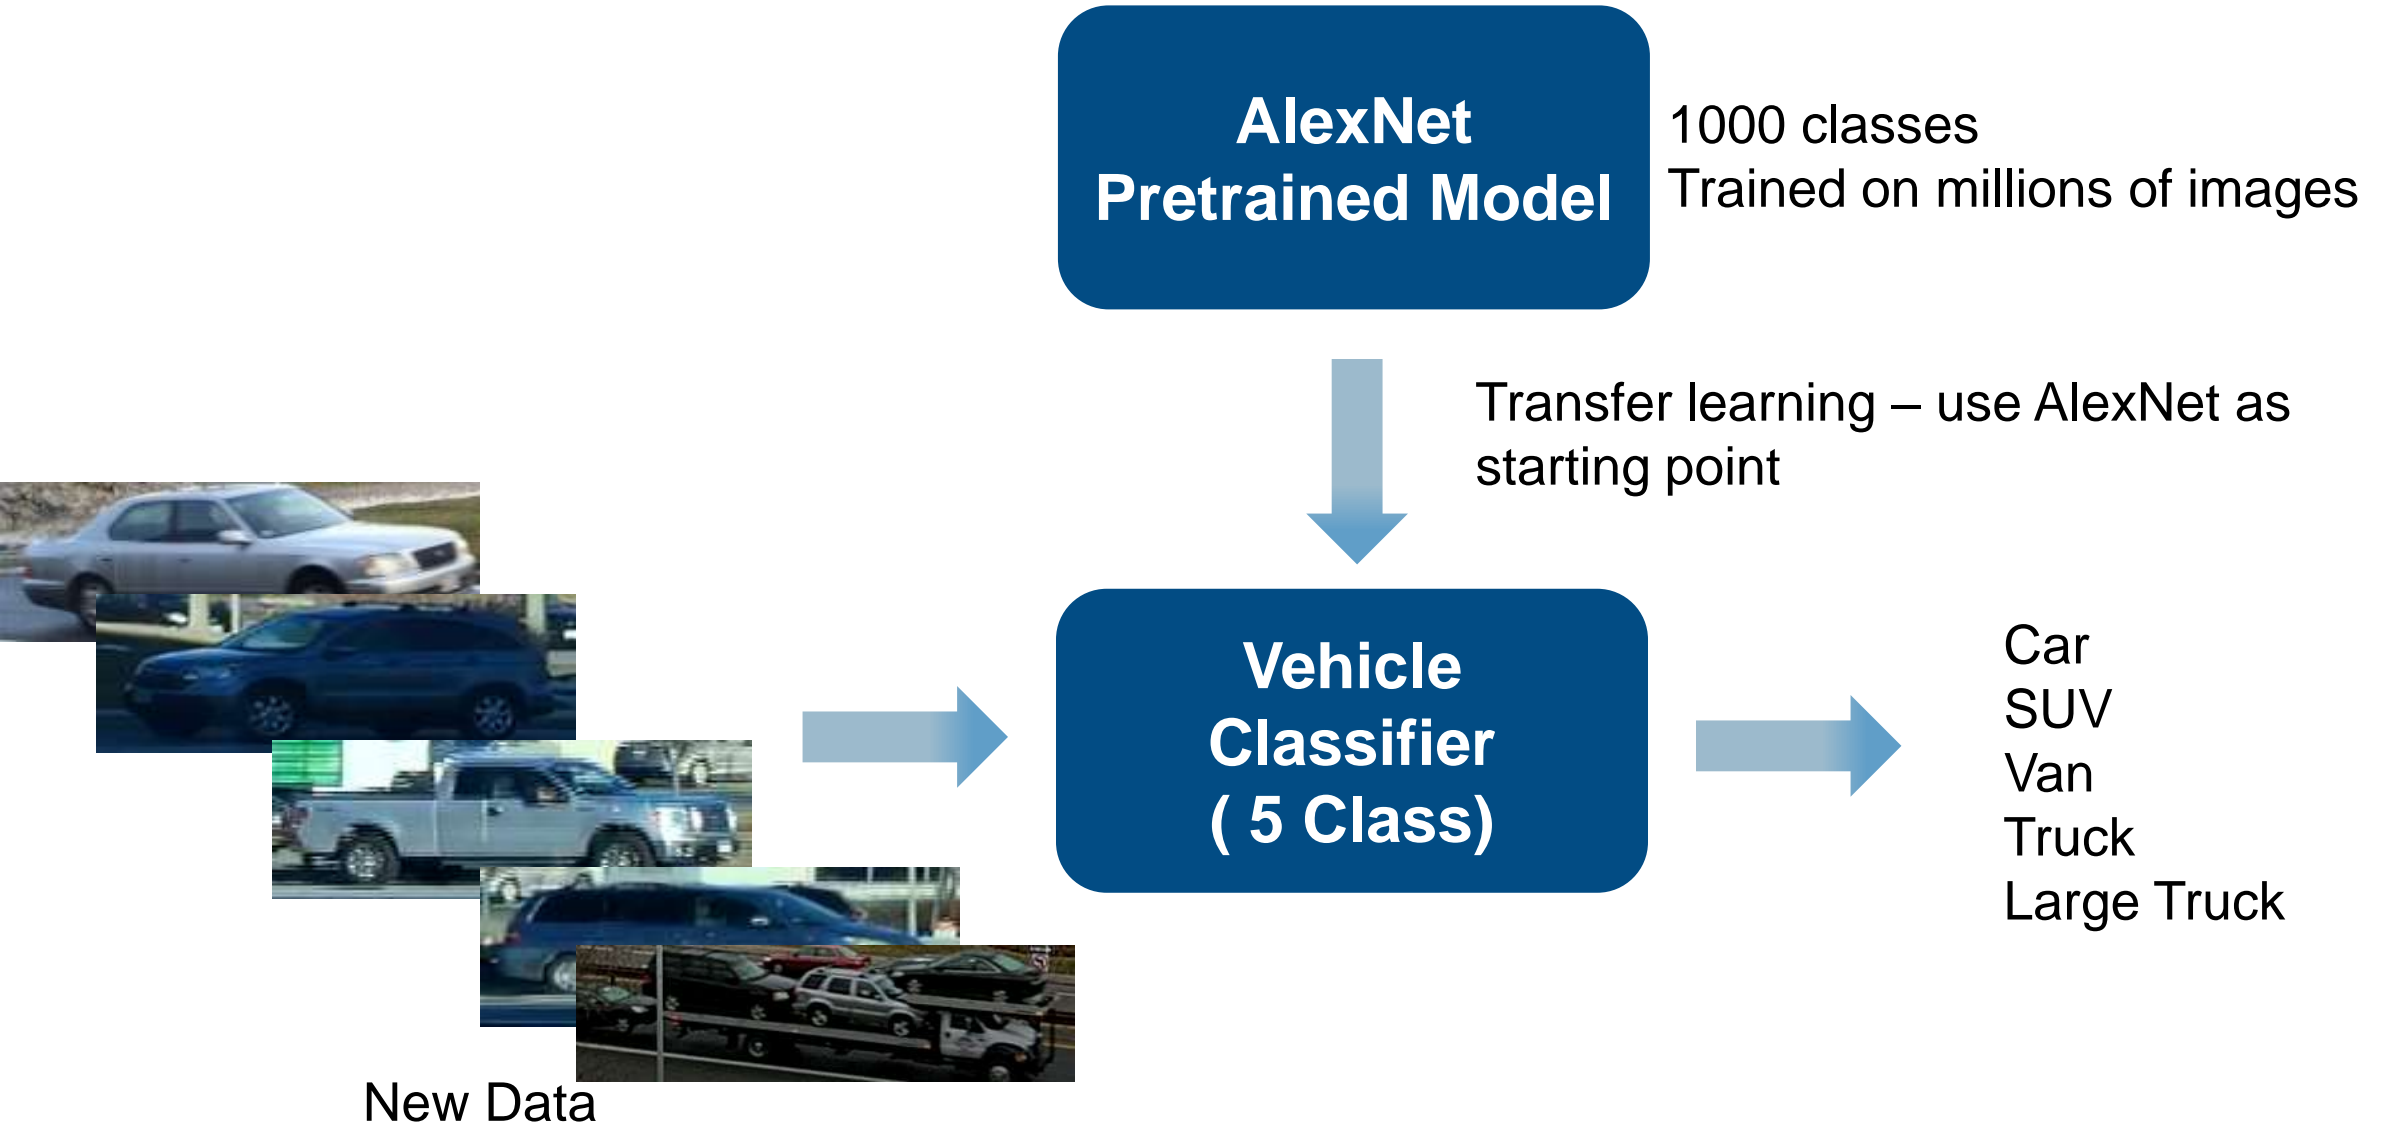 AlexNet
Pretrained Model
1000 classes
Trained on millions of images
Transfer learning – use AlexNet as
starting point
Vehicle
Classifier
( 5 Class)
Car
SUV
Van
Truck
Large Truck
New Data